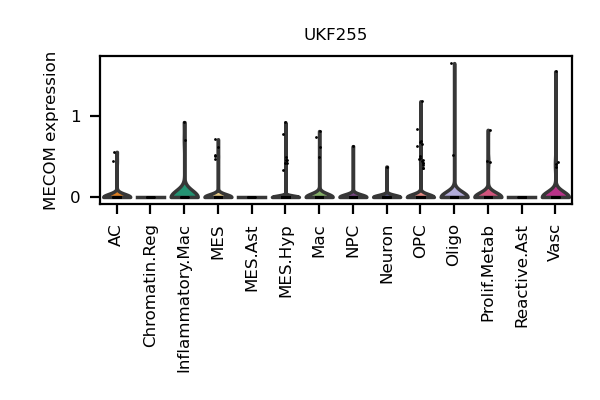 UKF255
MECOM expression
1
0
AC
Chromatin.Reg
Inflammatory.Mac
MES
MES.Ast
MES.Hyp
Mac
NPC
Neuron
OPC
Oligo
Prolif.Metab
Reactive.Ast
Vasc